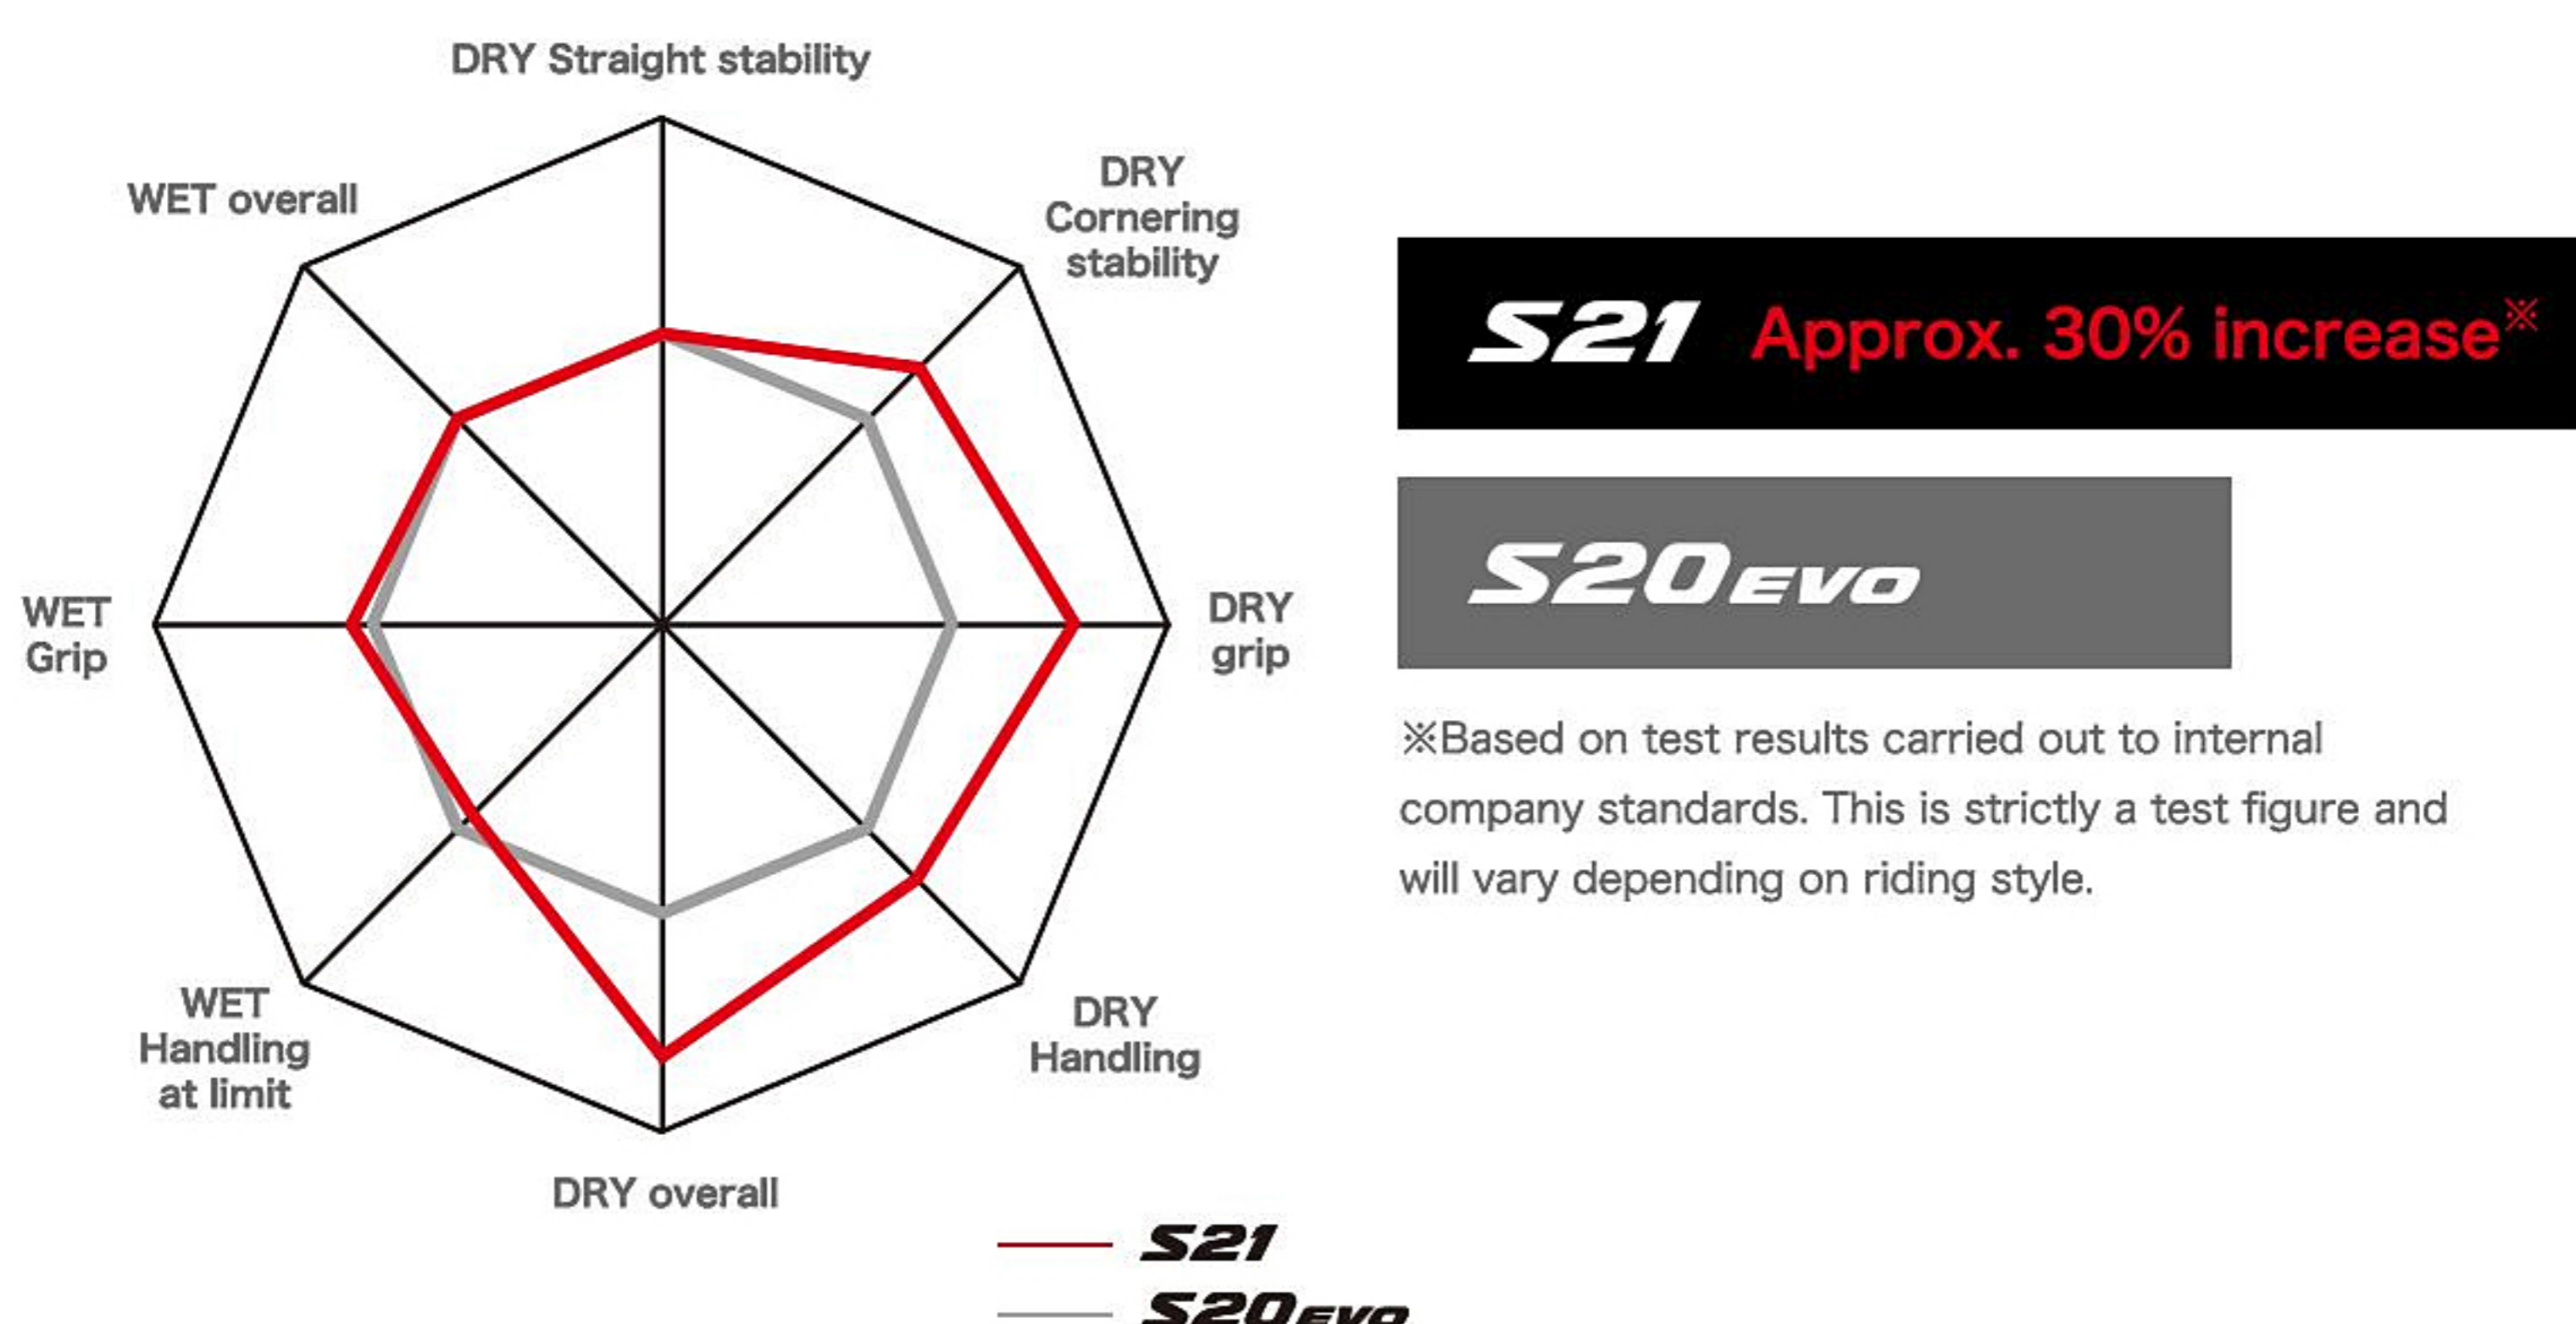 DRY Straight stability
WET overall
DRY
Cornering
stability
WET
Grip
DRY
grip
WET
Handling
at limit
DRY
Handling
DRY overall
S21
S20EVO
S21 Approx. 30% increase※
S20EVO
※Based on test results carried out to internal
company standards. This is strictly a test figure and
will vary depending on riding style.